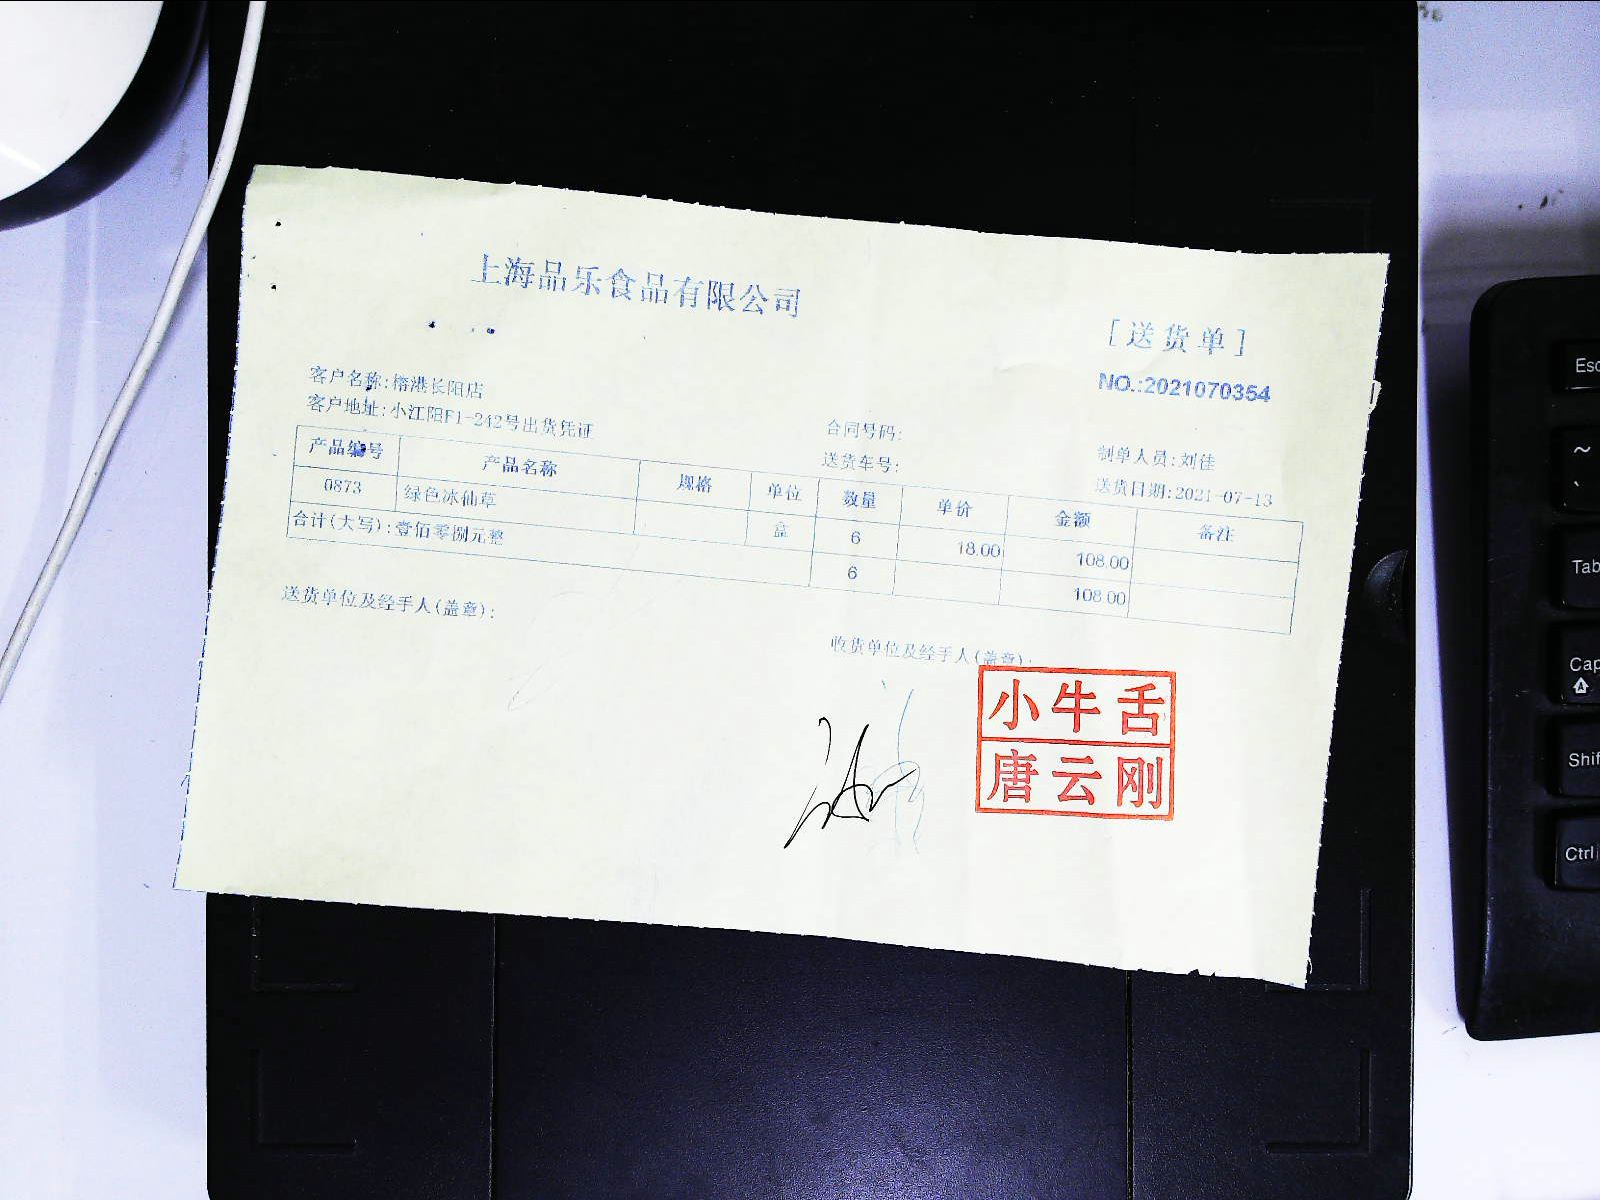 上海品乐食品有限公司
[送货单]
NO.:2021070354
客户名称:榕港长阳店
客户地址:小江阳F1-242号出货凭证
合同号码:
送货车号:
制单人员:刘佳
送货日期:2021-07-13
产品编号 产品名称 规格 单位 数量 单价 金额 备注
0873 绿色冰仙草 盒 6 18.00 108.00
合计(大写):壹佰零捌元整 6 108.00
送货单位及经手人(盖章):
收货单位及经手人(盖章):
小牛舌
唐云刚
Esc
~
`
Tab
Cap
Shif
Ctrl